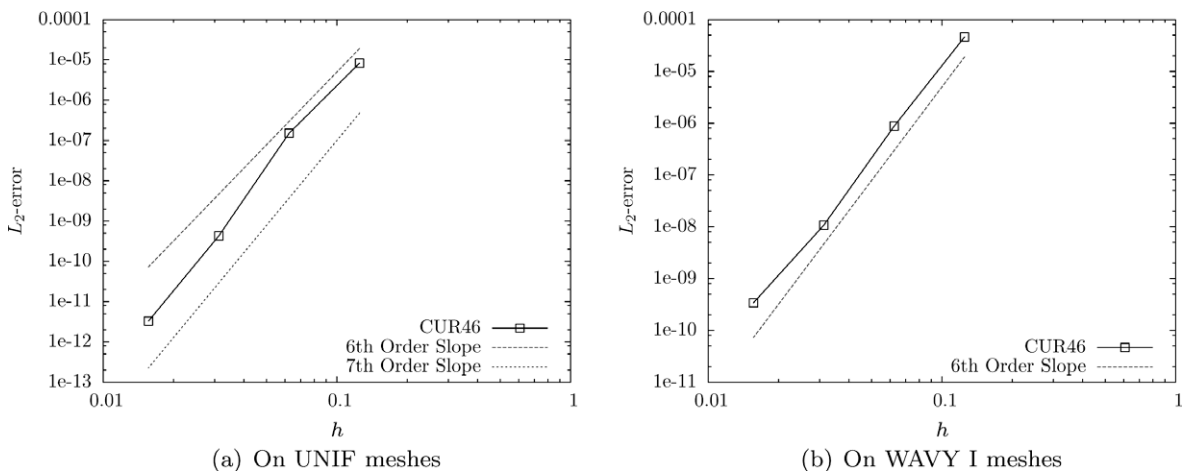 0.0001
1e-05
1e-06
1e-07
1e-08
1e-09
1e-10
1e-11
1e-12
1e-13
L2-error
0.01
0.1
1
h
CUR46
6th Order Slope
7th Order Slope
(a) On UNIF meshes
0.0001
1e-05
1e-06
1e-07
1e-08
1e-09
1e-10
1e-11
L2-error
0.01
0.1
1
h
CUR46
6th Order Slope
(b) On WAVY I meshes